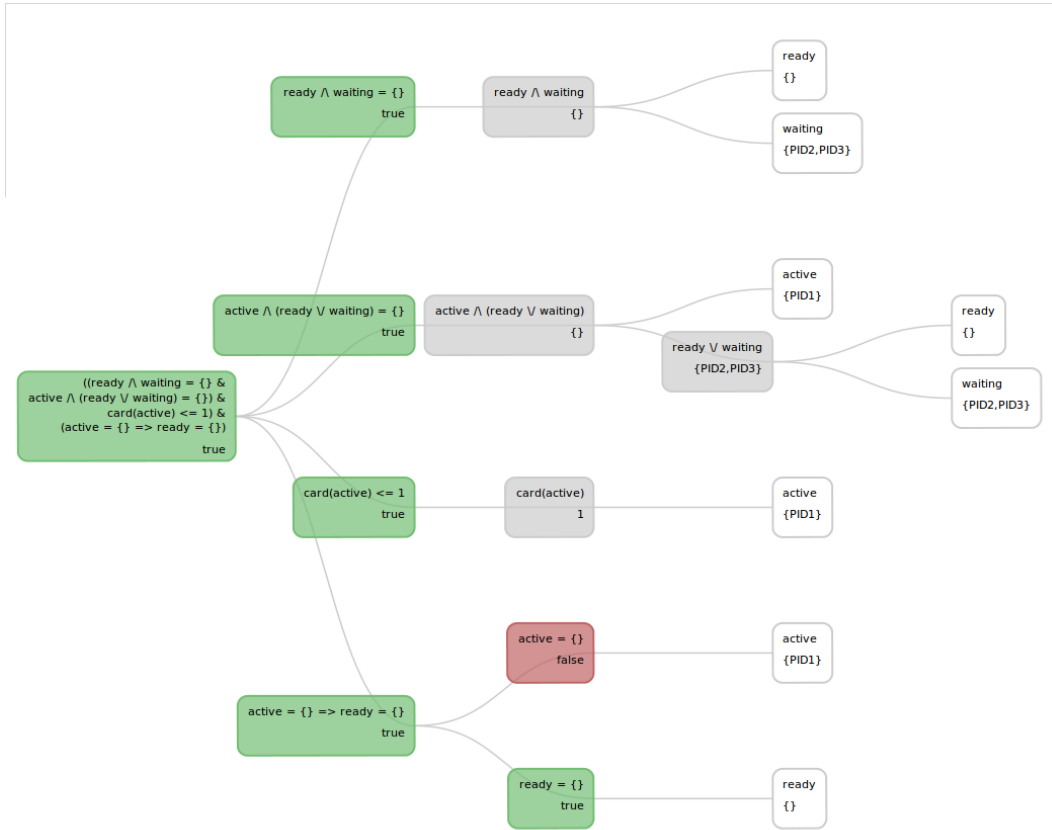 ready /\ waiting = {}
true
ready /\ waiting
{}
ready
{}
waiting
{PID2,PID3}
active /\ (ready \/ waiting) = {}
true
active /\ (ready \/ waiting)
{}
active
{PID1}
ready \/ waiting
{PID2,PID3}
ready
{}
waiting
{PID2,PID3}
((ready /\ waiting = {} &
active /\ (ready \/ waiting) = {}) &
card(active) <= 1) &
(active = {} => ready = {})
true
card(active) <= 1
true
card(active)
1
active
{PID1}
active = {} => ready = {}
true
active = {}
false
active
{PID1}
ready = {}
true
ready
{}